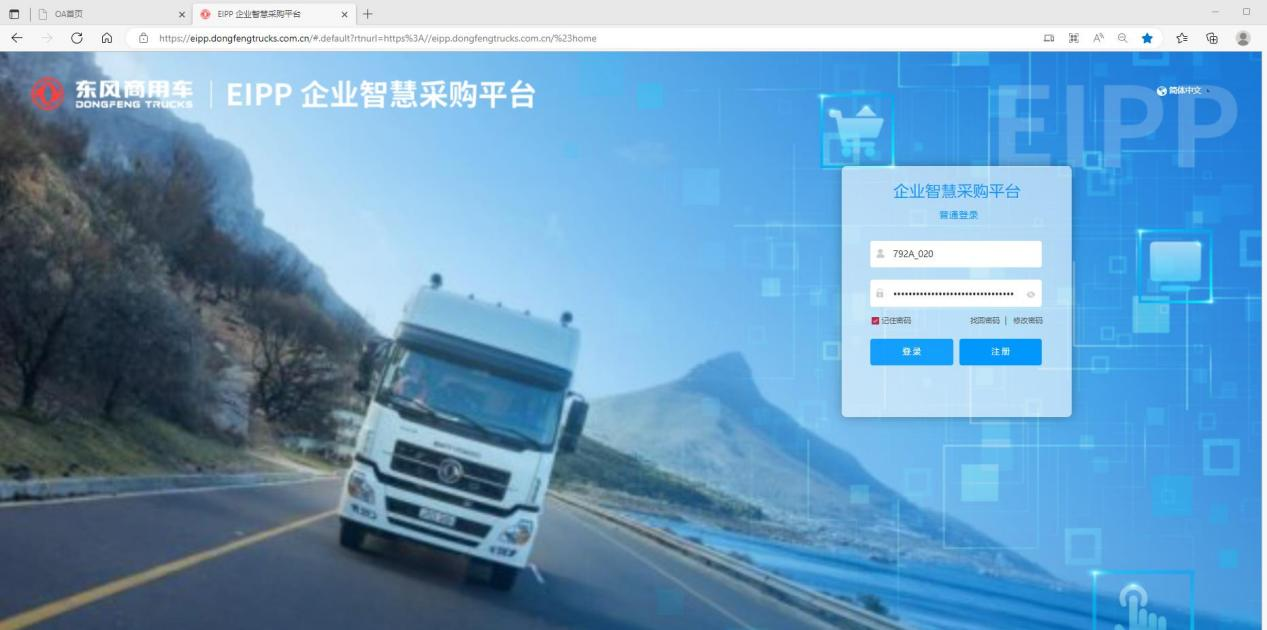 OA首页
EIPP 企业智慧采购平台
https://eipp.dongfengtrucks.com.cn/#.default?rtnurl=https%3A//eipp.dongfengtrucks.com.cn/%23home
东风商用车
DONGFENG TRUCKS
EIPP 企业智慧采购平台
简体中文
EIPP
企业智慧采购平台
普通登录
792A_020
记住密码
找回密码 | 修改密码
登录
注册